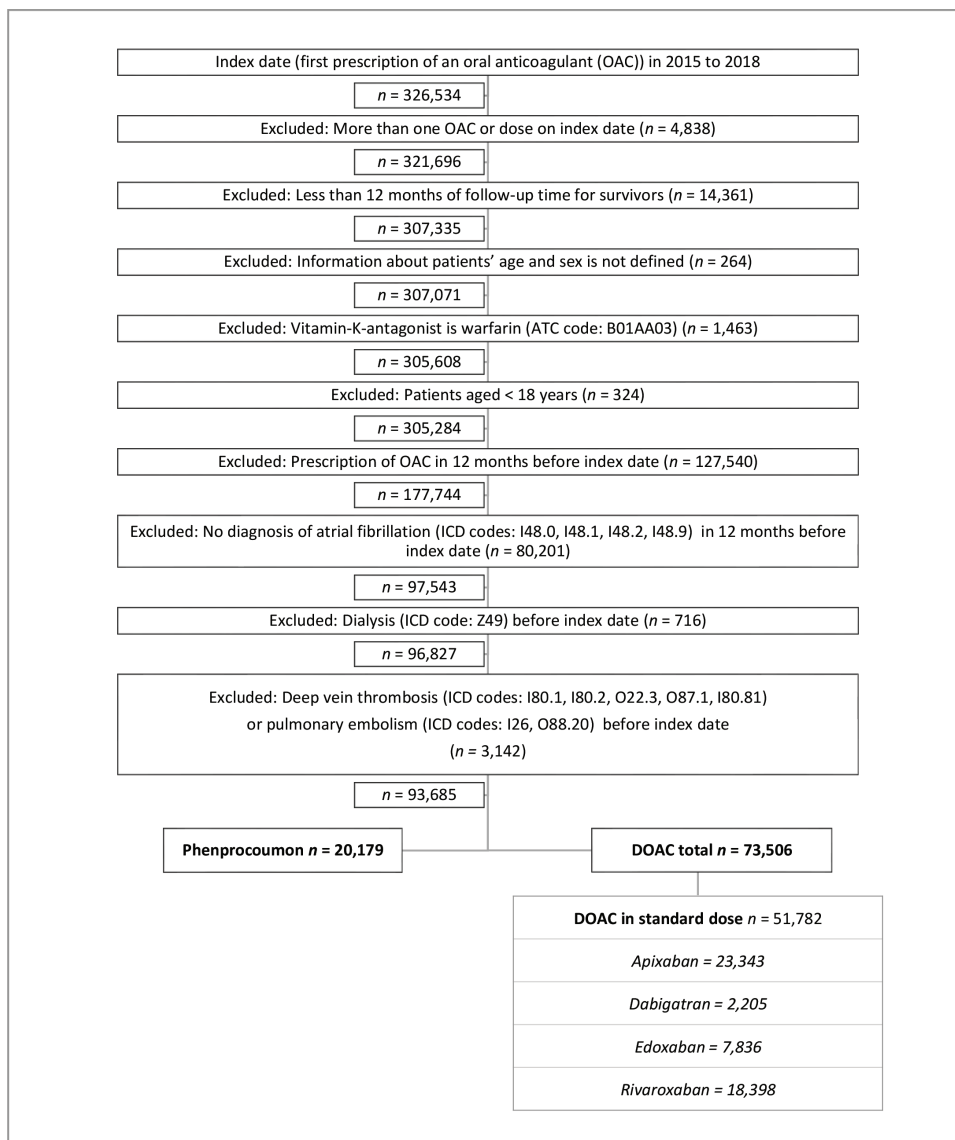 Index date (first prescription of an oral anticoagulant (OAC)) in 2015 to 2018
n = 326,534
Excluded: More than one OAC or dose on index date (n = 4,838)
n = 321,696
Excluded: Less than 12 months of follow-up time for survivors (n = 14,361)
n = 307,335
Excluded: Information about patients’ age and sex is not defined (n = 264)
n = 307,071
Excluded: Vitamin-K-antagonist is warfarin (ATC code: B01AA03) (n = 1,463)
n = 305,608
Excluded: Patients aged < 18 years (n = 324)
n = 305,284
Excluded: Prescription of OAC in 12 months before index date (n = 127,540)
n = 177,744
Excluded: No diagnosis of atrial fibrillation (ICD codes: I48.0, I48.1, I48.2, I48.9) in 12 months before
index date (n = 80,201)
n = 97,543
Excluded: Dialysis (ICD code: Z49) before index date (n = 716)
n = 96,827
Excluded: Deep vein thrombosis (ICD codes: I80.1, I80.2, O22.3, O87.1, I80.81)
or pulmonary embolism (ICD codes: I26, O88.20) before index date
(n = 3,142)
n = 93,685
Phenprocoumon n = 20,179
DOAC total n = 73,506
DOAC in standard dose n = 51,782
Apixaban = 23,343
Dabigatran = 2,205
Edoxaban = 7,836
Rivaroxaban = 18,398